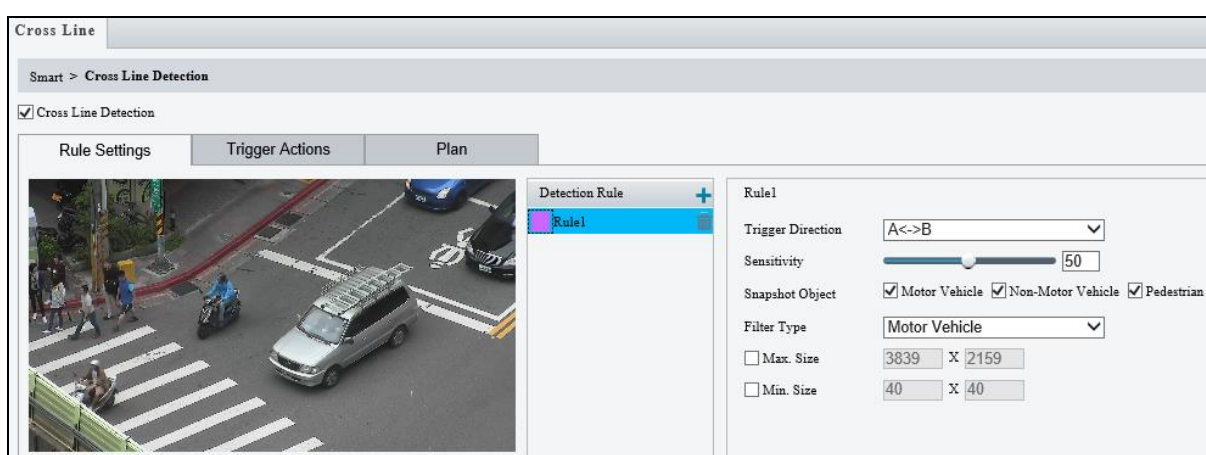 Cross Line
Smart > Cross Line Detection
Cross Line Detection
Rule Settings Trigger Actions Plan
Detection Rule
Rule1
Rule1
Trigger Direction A<->B
Sensitivity 50
Snapshot Object Motor Vehicle Non-Motor Vehicle Pedestrian
Filter Type Motor Vehicle
Max. Size 3839 X 2159
Min. Size 40 X 40